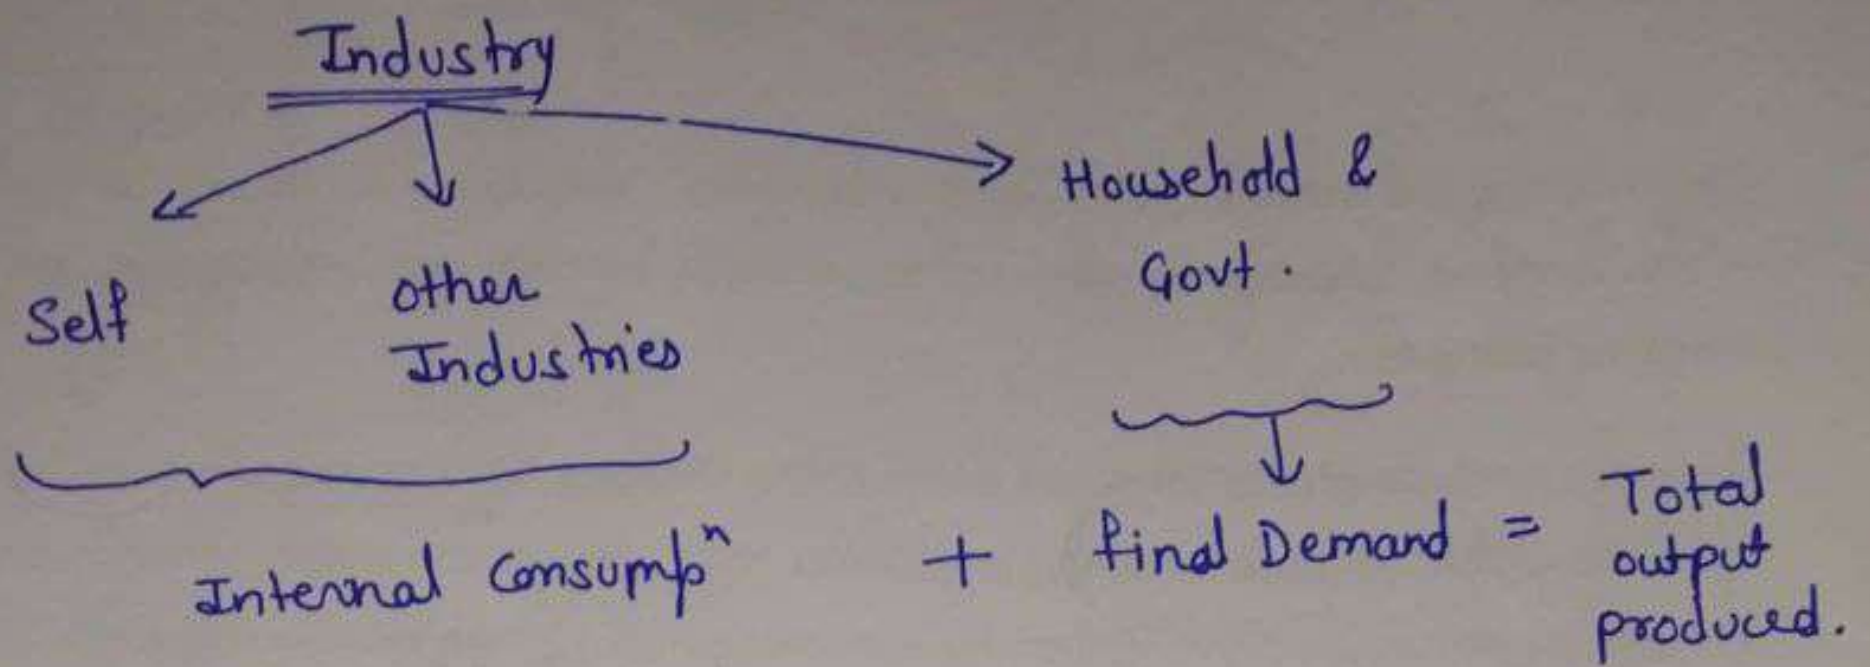 Industry
Household &
Govt.
Self
other
Industries
Internal Consumpⁿ + final Demand = Total
output
produced.